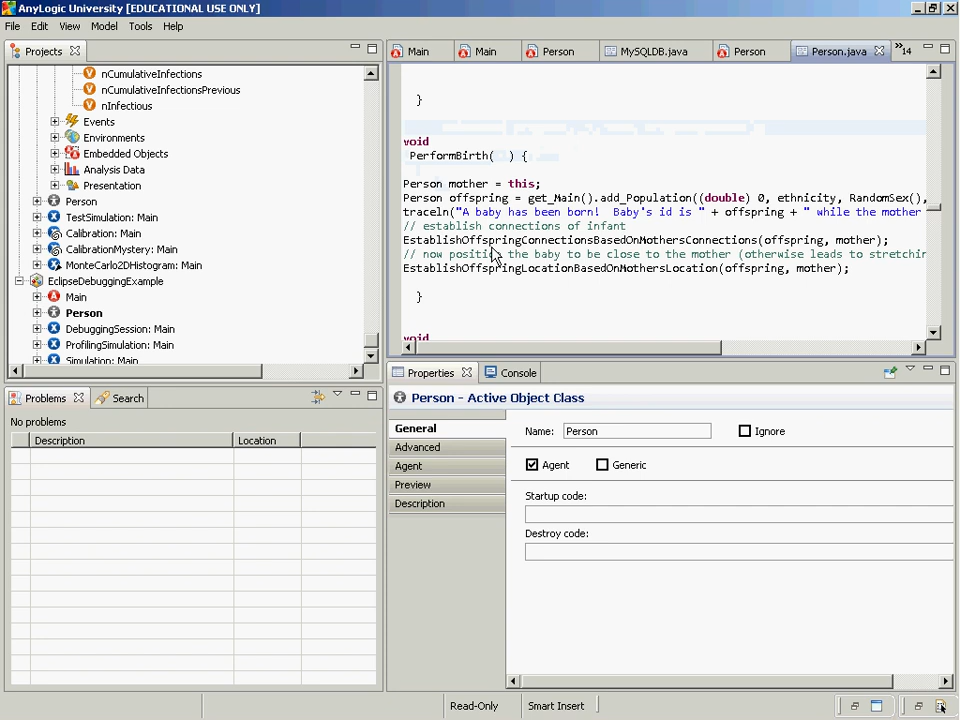 AnyLogic University [EDUCATIONAL USE ONLY]
File Edit View Model Tools Help
Projects
nCumulativeInfections
nCumulativeInfectionsPrevious
nInfectious
Events
Environments
Embedded Objects
Analysis Data
Presentation
Person
TestSimulation: Main
Calibration: Main
CalibrationMystery: Main
MonteCarlo2DHistogram: Main
EclipseDebuggingExample
Main
Person
DebuggingSession: Main
ProfilingSimulation: Main
Simulation: Main
Main Main Person MySQLDB.java Person Person.java »14
}
void
PerformBirth( ) {
Person mother = this;
Person offspring = get_Main().add_Population((double) 0, ethnicity, RandomSex(),
traceln("A baby has been born! Baby's id is " + offspring + " while the mother
// establish connections of infant
EstablishOffspringConnectionsBasedOnMothersConnections(offspring, mother);
// now position the baby to be close to the mother (otherwise leads to stretchin
EstablishOffspringLocationBasedOnMothersLocation(offspring, mother);
}
void
Problems Search
No problems
Description Location
Properties Console
Person - Active Object Class
General
Advanced
Agent
Preview
Description
Name: Person Ignore
Agent Generic
Startup code:
Destroy code:
Read-Only Smart Insert